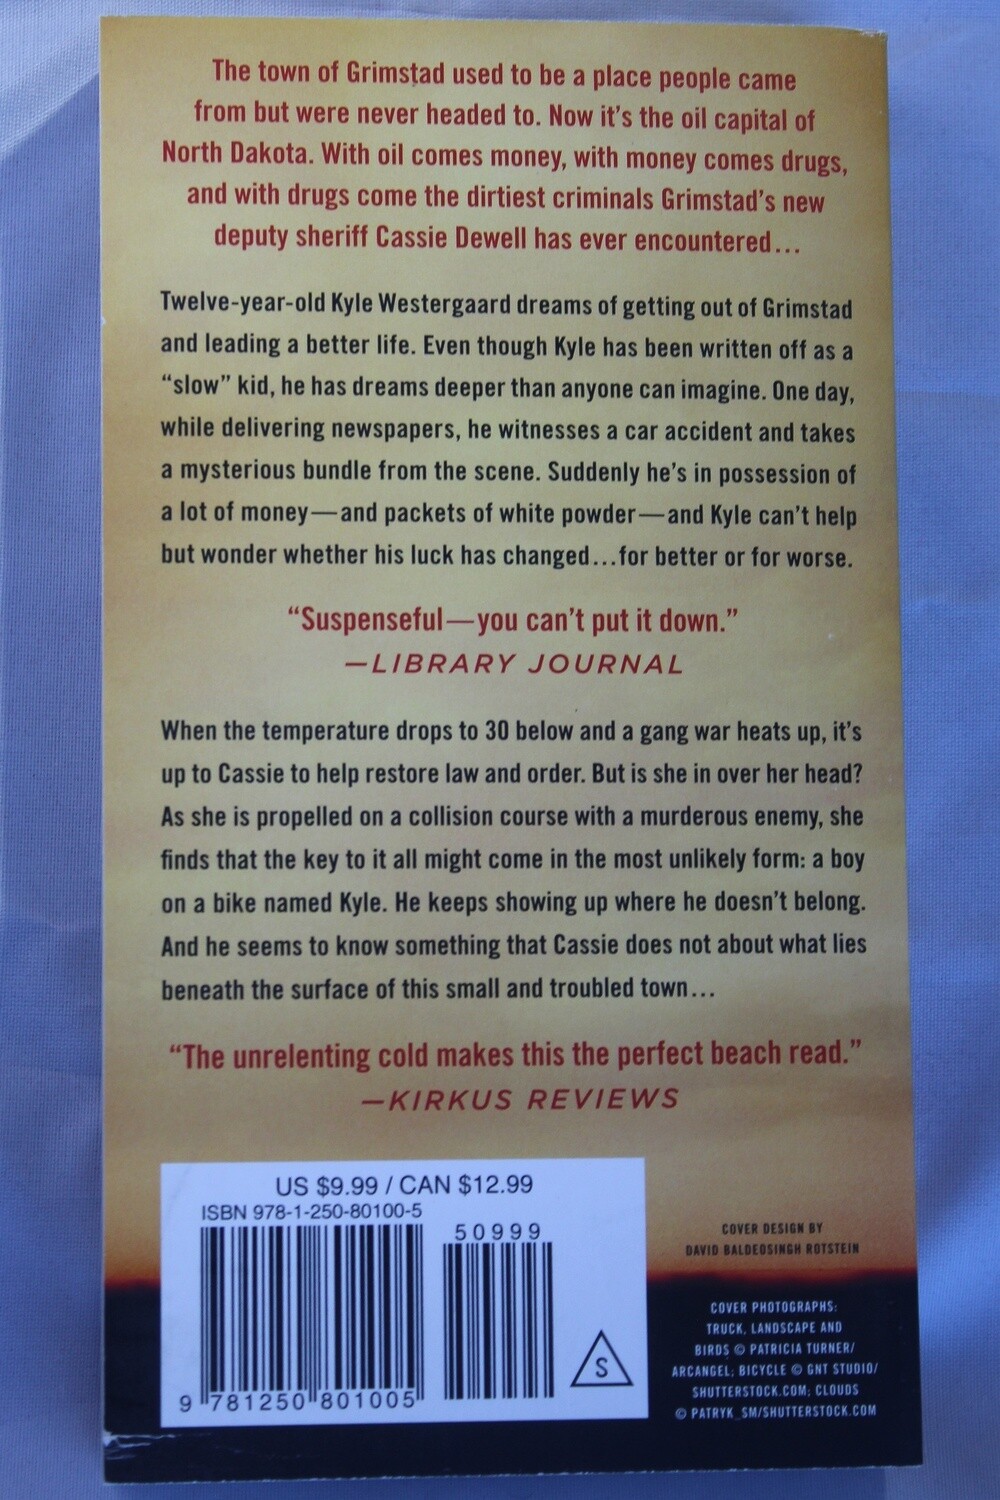 The town of Grimstad used to be a place people came
from but were never headed to. Now it's the oil capital of
North Dakota. With oil comes money, with money comes drugs,
and with drugs come the dirtiest criminals Grimstad's new
deputy sheriff Cassie Dewell has ever encountered...
Twelve-year-old Kyle Westergaard dreams of getting out of Grimstad
and leading a better life. Even though Kyle has been written off as a
“slow” kid, he has dreams deeper than anyone can imagine. One day,
while delivering newspapers, he witnesses a car accident and takes
a mysterious bundle from the scene. Suddenly he's in possession of
a lot of money—and packets of white powder—and Kyle can't help
but wonder whether his luck has changed...for better or for worse.
“Suspenseful—you can't put it down.”
—LIBRARY JOURNAL
When the temperature drops to 30 below and a gang war heats up, it's
up to Cassie to help restore law and order. But is she in over her head?
As she is propelled on a collision course with a murderous enemy, she
finds that the key to it all might come in the most unlikely form: a boy
on a bike named Kyle. He keeps showing up where he doesn't belong.
And he seems to know something that Cassie does not about what lies
beneath the surface of this small and troubled town...
“The unrelenting cold makes this the perfect beach read.”
—KIRKUS REVIEWS
US $9.99 / CAN $12.99
ISBN 978-1-250-80100-5
50999
9 781250 801005
S
COVER DESIGN BY
DAVID BALDEOSINGH ROTSTEIN
COVER PHOTOGRAPHS:
TRUCK, LANDSCAPE AND
BIRDS © PATRICIA TURNER/
ARCANGEL; BICYCLE © GNT STUDIO/
SHUTTERSTOCK.COM; CLOUDS
© PATRYK_SM/SHUTTERSTOCK.COM